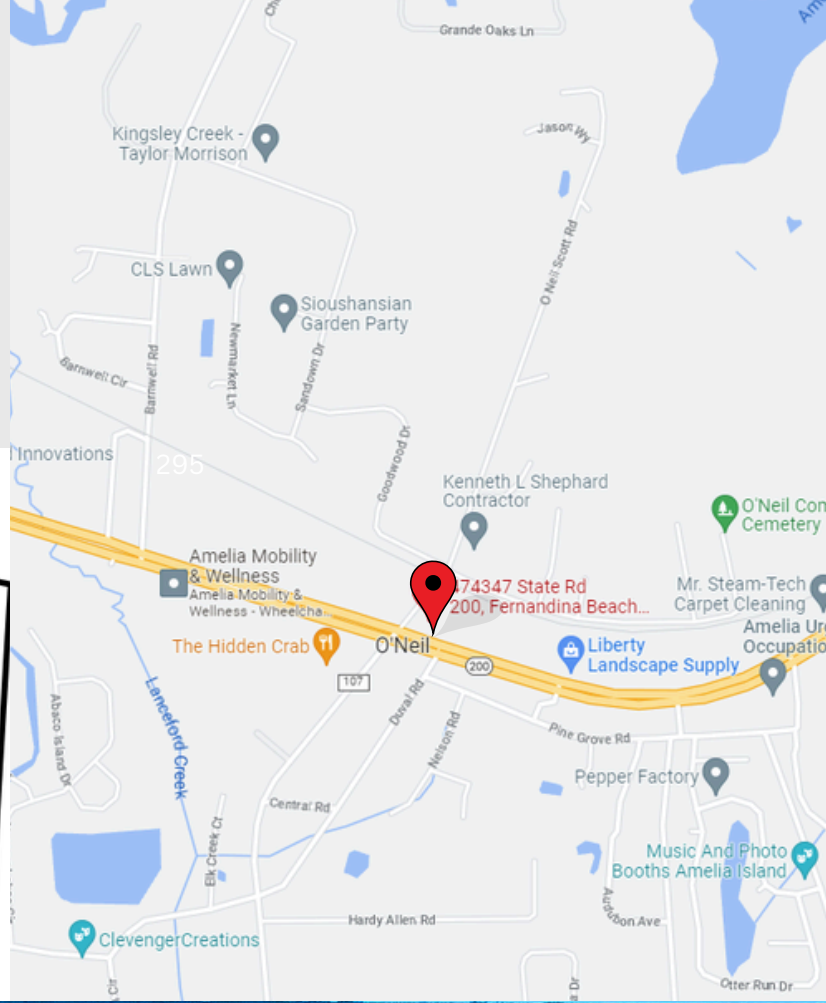 Grande Oaks Ln
Kingsley Creek -
Taylor Morrison
Jason Wy
O Neil Scott Rd
CLS Lawn
Sioushansian
Garden Party
Newmarket Ln
Sandown Dr
Barnwell Rd
Barnwell Cir
Goodwood Dr
Innovations
295
Kenneth L Shephard
Contractor
O'Neil
Cemetery
Amelia Mobility
& Wellness
Amelia Mobility &
Wellness - Wheelcha...
474347 State Rd
200, Fernandina Beach...
Mr. Steam-Tech
Carpet Cleaning
Amelia
The Hidden Crab
O'Neil
200
Liberty
Landscape Supply
107
Duval Rd
Nelson Rd
Pine Grove Rd
Lanceford Creek
Abaco Island Dr
Pepper Factory
Central Rd
Elk Creek Ct
Music And Photo
Booths Amelia Island
Audubon Ave
Hardy Allen Rd
ClevengerCreations
Otter Run Dr